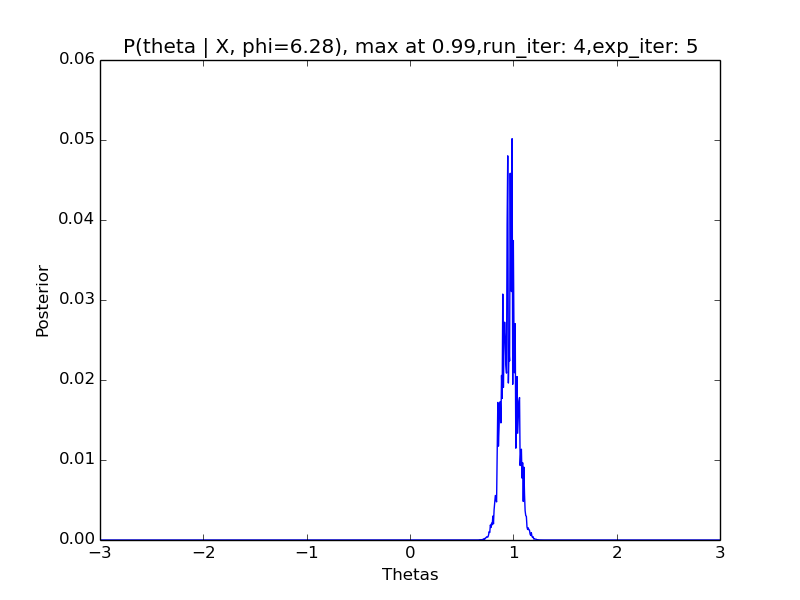 P(theta | X, phi=6.28), max at 0.99,run_iter: 4,exp_iter: 5
0.06
0.05
0.04
0.03
0.02
0.01
0.00
Posterior
−3 −2 −1 0 1 2 3
Thetas